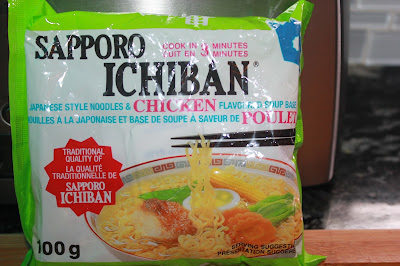 SAPPORO
COOK IN 3 MINUTES
CUIT EN 3 MINUTES
ICHIBAN®
JAPANESE STYLE NOODLES & CHICKEN FLAVORED SOUP BASE
NOUILLES À LA JAPONAISE ET BASE DE SOUPE À SAVEUR DE POULET
TRADITIONAL
QUALITY OF
LA QUALITÉ
TRADITIONNELLE DE
SAPPORO
ICHIBAN
100 g
SERVING SUGGESTION
PRÉSENTATION SUGGÉRÉE